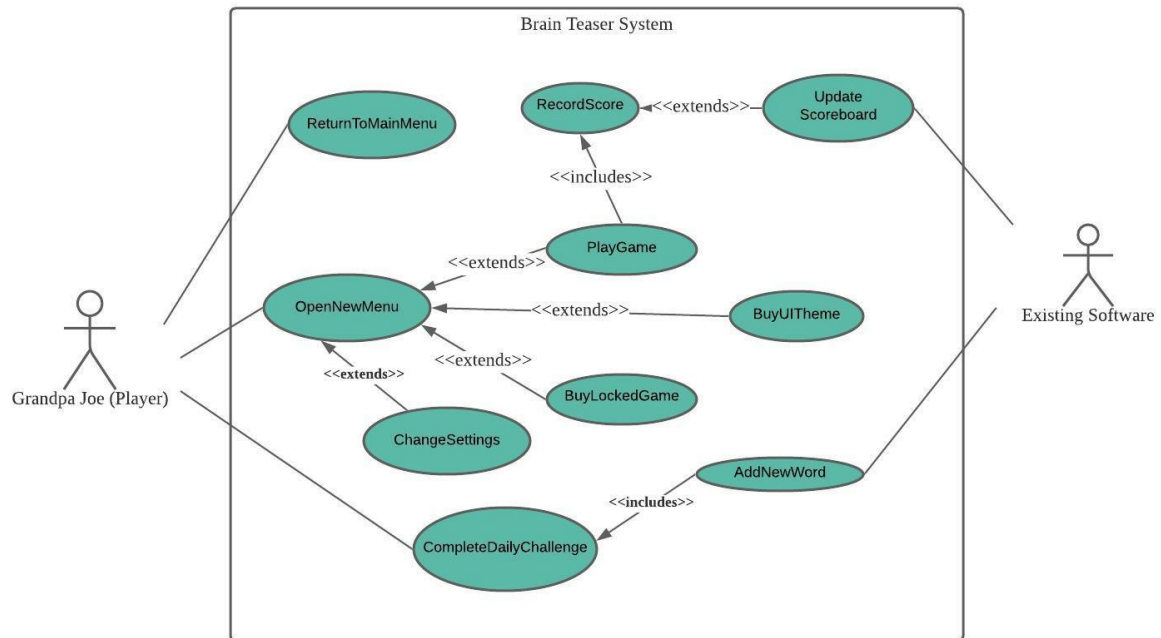 Brain Teaser System
ReturnToMainMenu
RecordScore
<<extends>>
Update
Scoreboard
<<includes>>
PlayGame
<<extends>>
OpenNewMenu
<<extends>>
BuyUITheme
Grandpa Joe (Player)
Existing Software
<<extends>>
<<extends>>
BuyLockedGame
ChangeSettings
AddNewWord
<<includes>>
CompleteDailyChallenge